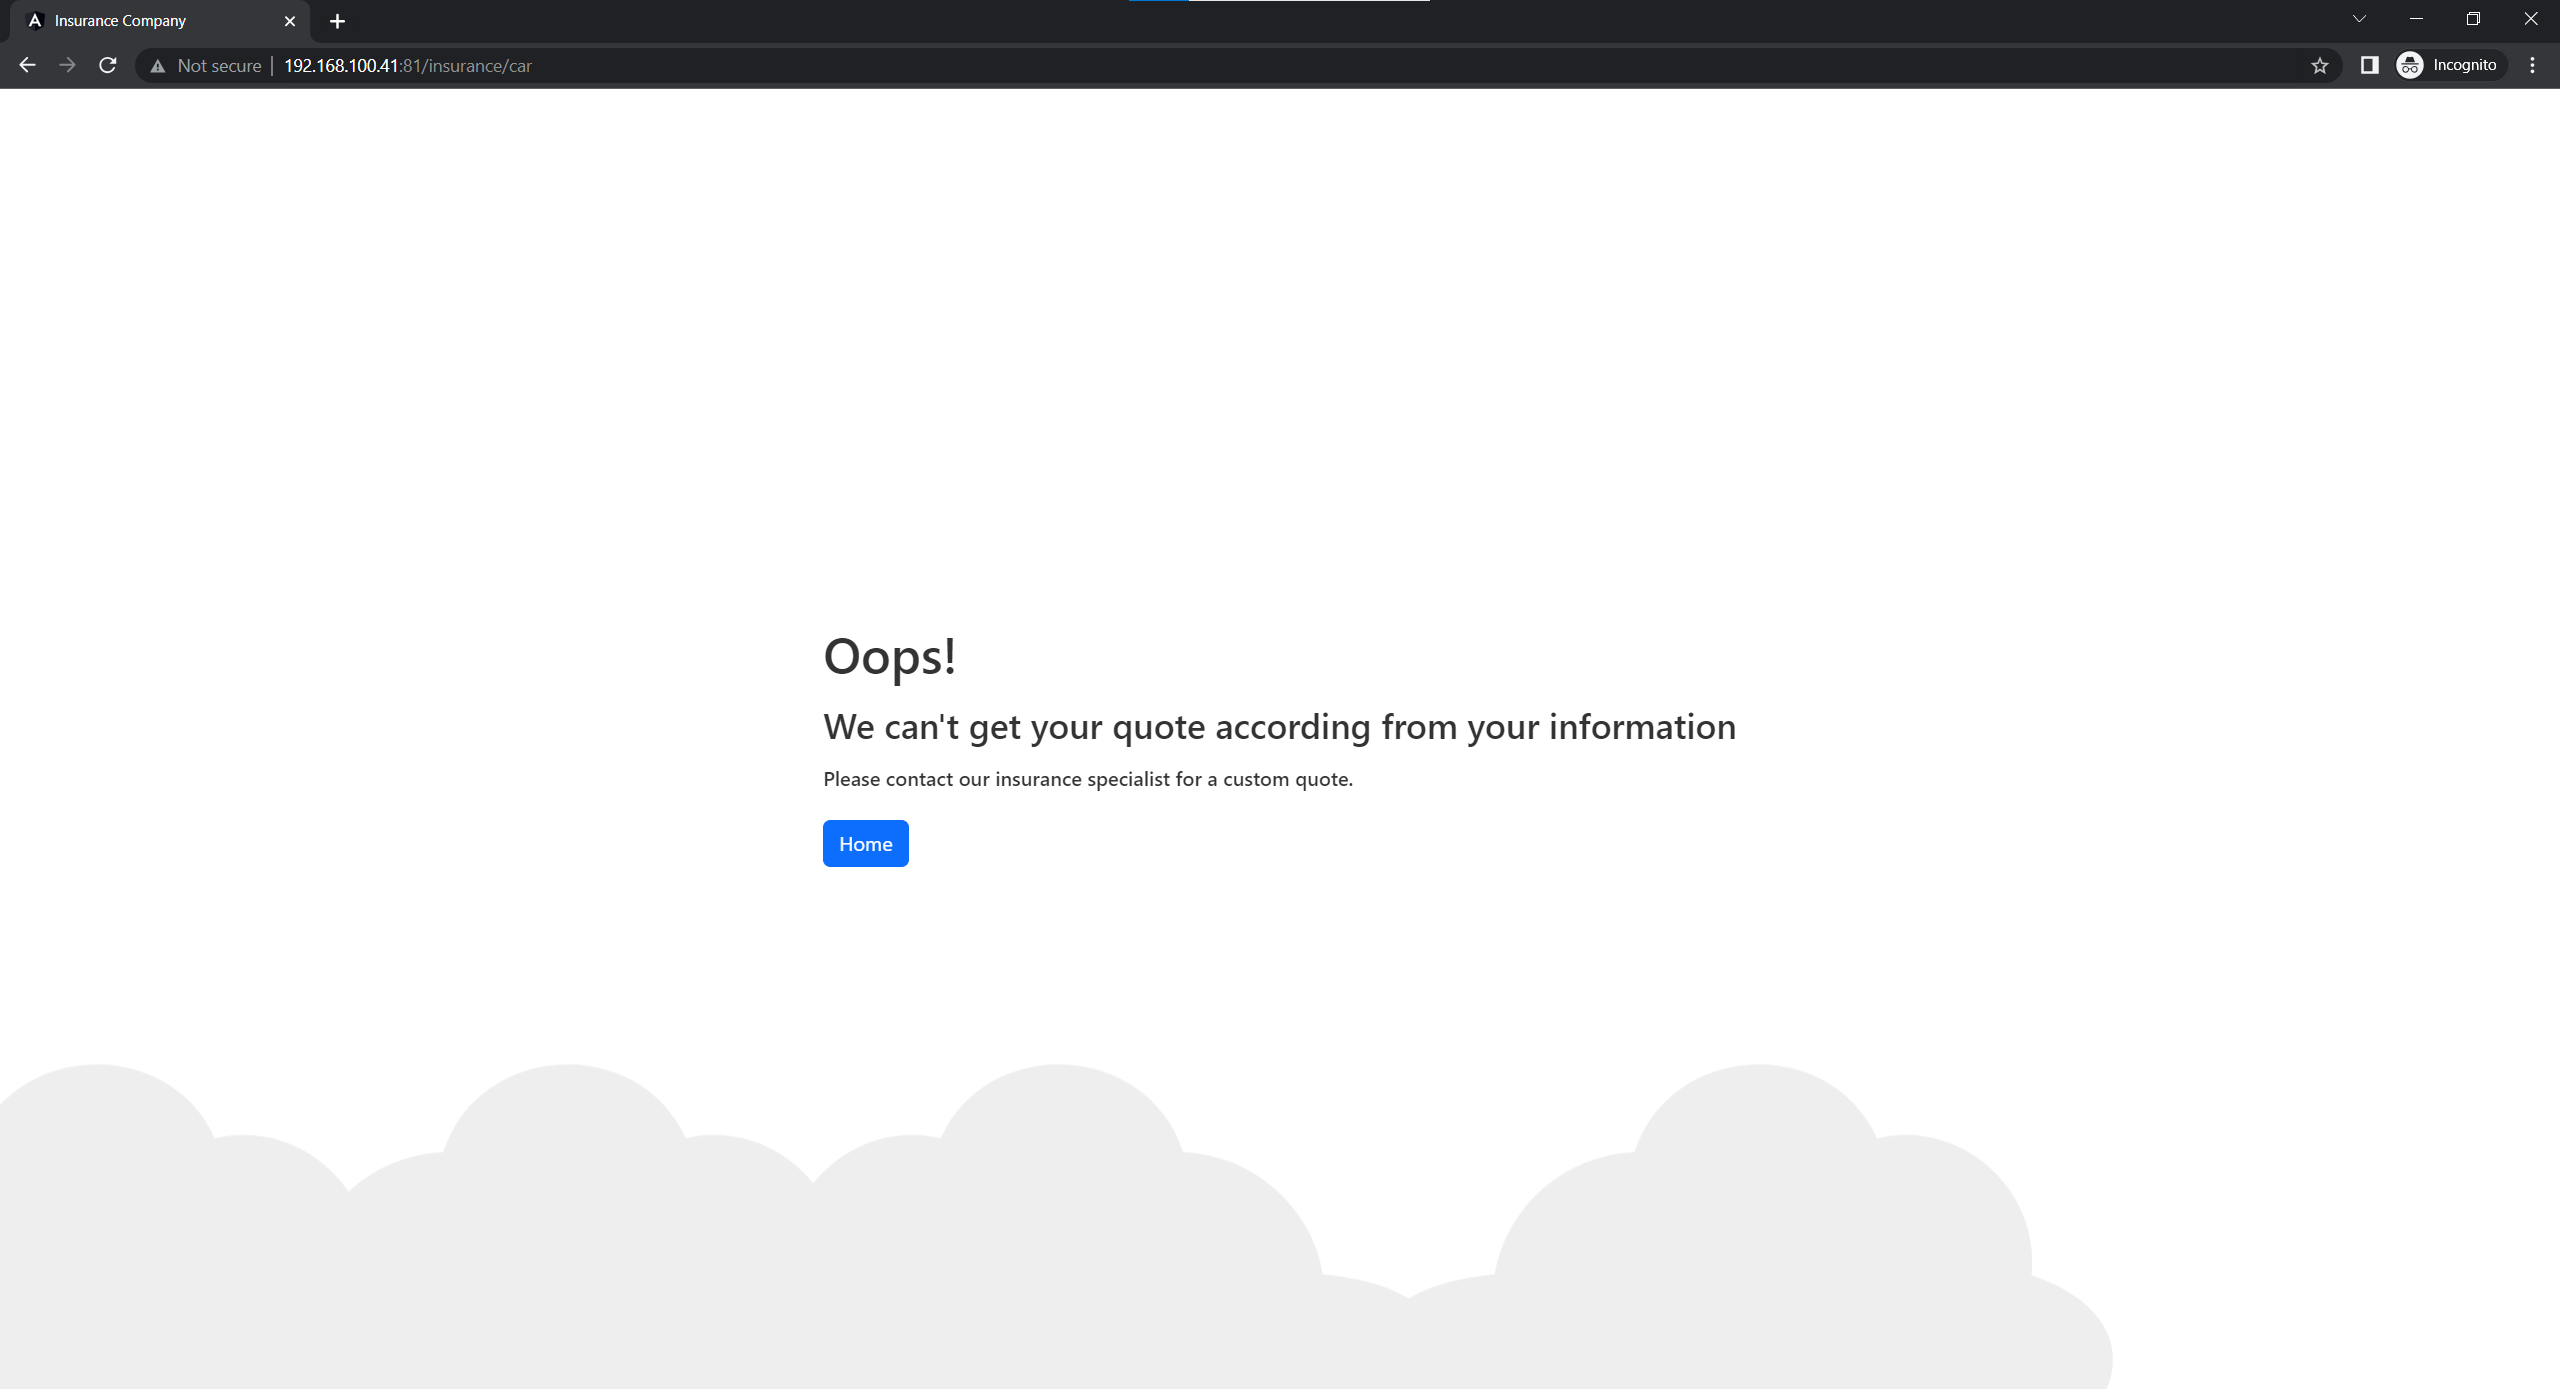 Insurance Company
Not secure 192.168.100.41:81/insurance/car Incognito
Oops!
We can't get your quote according from your information
Please contact our insurance specialist for a custom quote.
Home